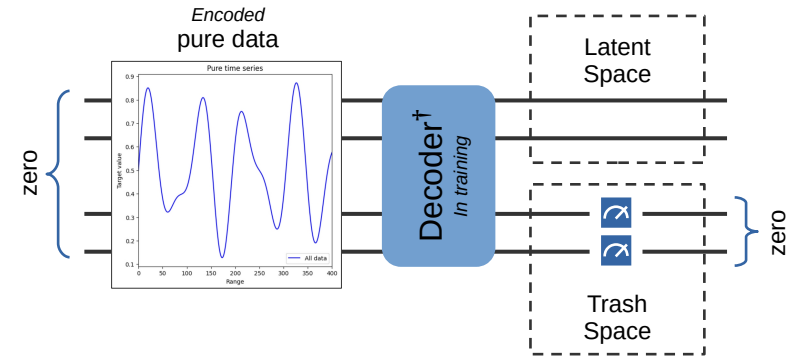 Encoded
pure data
zero
Pure time series
Target value
0.9
0.8
0.7
0.6
0.5
0.4
0.3
0.2
0.1
0 50 100 150 200 250 300 350 400
Range
All data
Decoder†
In training
Latent
Space
Trash
Space
zero